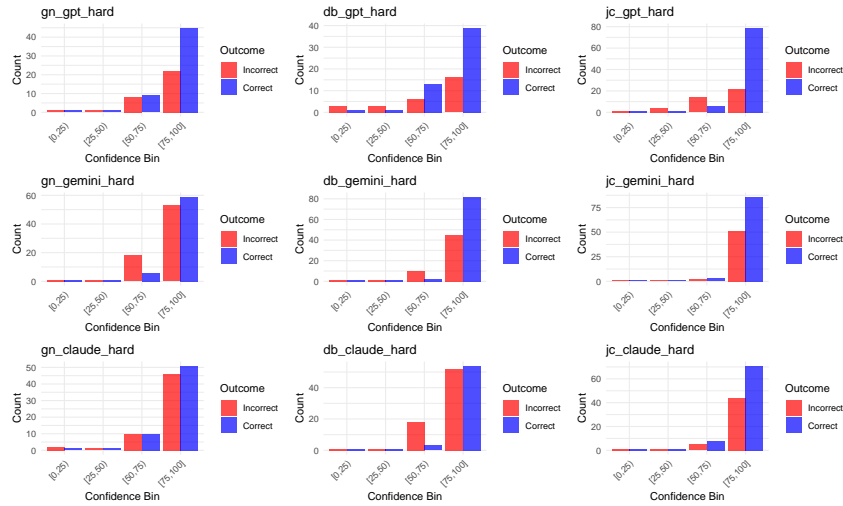 gn_gpt_hard
40
30
20
10
0
Count
[0,25)
[25,50)
[50,75)
[75,100]
Confidence Bin
Outcome
Incorrect
Correct
db_gpt_hard
40
30
20
10
0
Count
[0,25)
[25,50)
[50,75)
[75,100]
Confidence Bin
Outcome
Incorrect
Correct
jc_gpt_hard
80
60
40
20
0
Count
[0,25)
[25,50)
[50,75)
[75,100]
Confidence Bin
Outcome
Incorrect
Correct
gn_gemini_hard
60
40
20
0
Count
[0,25)
[25,50)
[50,75)
[75,100]
Confidence Bin
Outcome
Incorrect
Correct
db_gemini_hard
80
60
40
20
0
Count
[0,25)
[25,50)
[50,75)
[75,100]
Confidence Bin
Outcome
Incorrect
Correct
jc_gemini_hard
75
50
25
0
Count
[0,25)
[25,50)
[50,75)
[75,100]
Confidence Bin
Outcome
Incorrect
Correct
gn_claude_hard
50
40
30
20
10
0
Count
[0,25)
[25,50)
[50,75)
[75,100]
Confidence Bin
Outcome
Incorrect
Correct
db_claude_hard
40
20
0
Count
[0,25)
[25,50)
[50,75)
[75,100]
Confidence Bin
Outcome
Incorrect
Correct
jc_claude_hard
60
40
20
0
Count
[0,25)
[25,50)
[50,75)
[75,100]
Confidence Bin
Outcome
Incorrect
Correct